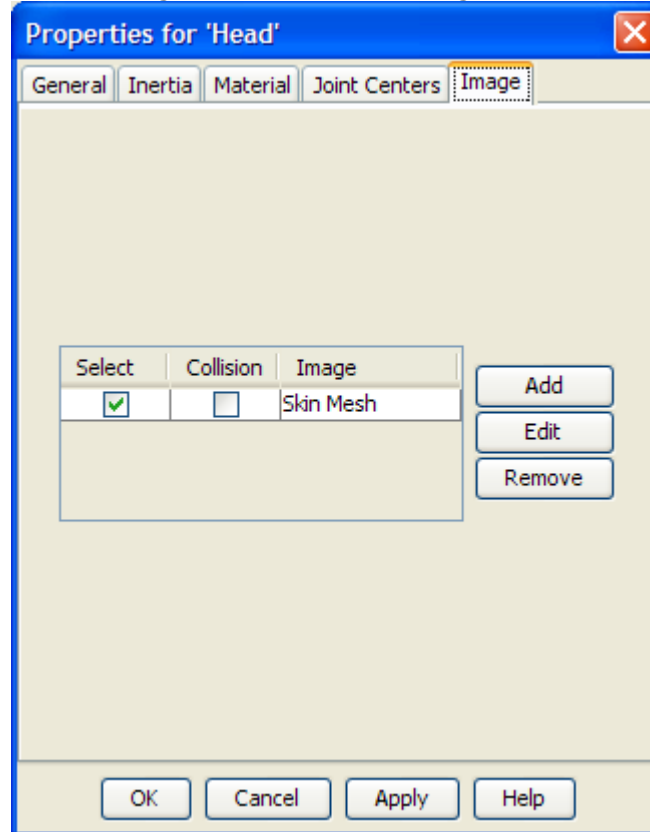 Properties for 'Head'
General Inertia Material Joint Centers Image
Select Collision Image
Skin Mesh
Add
Edit
Remove
OK Cancel Apply Help